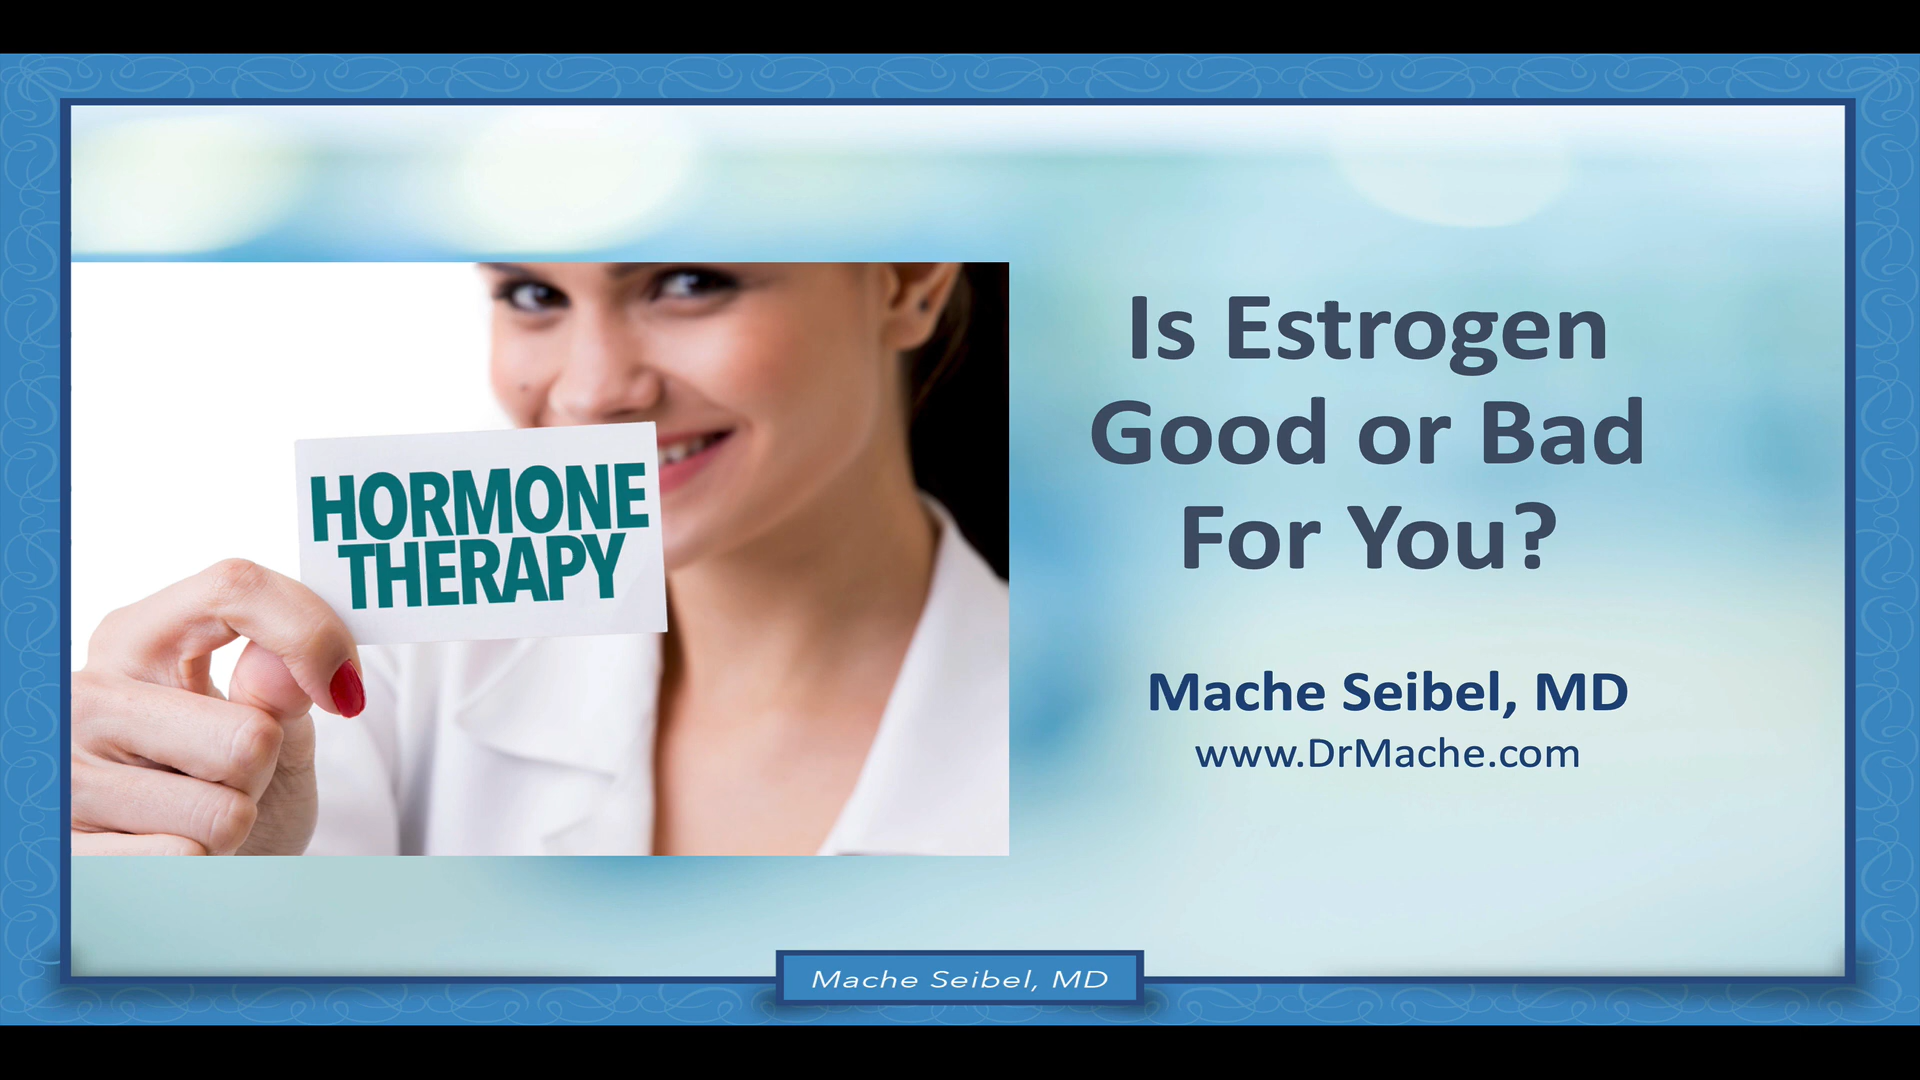 HORMONE
THERAPY
Is Estrogen
Good or Bad
For You?
Mache Seibel, MD
www.DrMache.com
Mache Seibel, MD